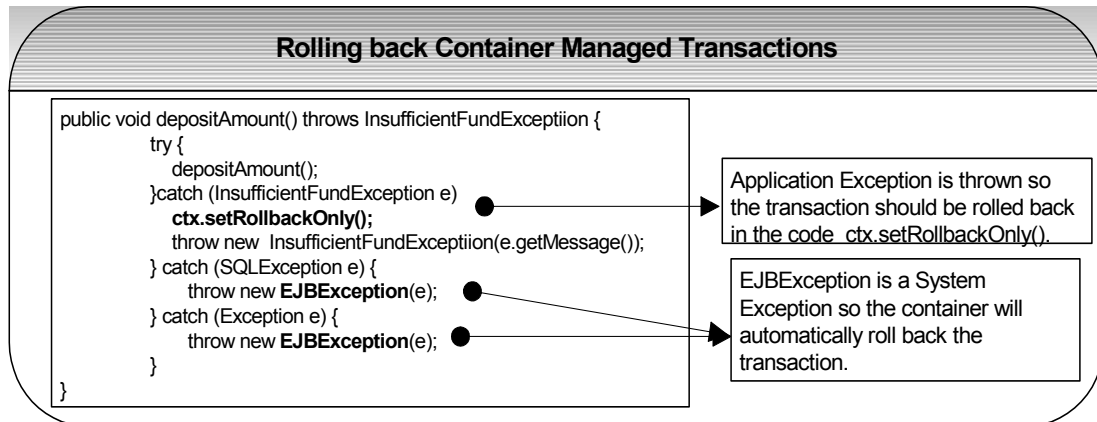 Rolling back Container Managed Transactions
public void depositAmount() throws InsufficientFundExceptiion {
try {
depositAmount();
}catch (InsufficientFundException e)
ctx.setRollbackOnly();
throw new InsufficientFundExceptiion(e.getMessage());
} catch (SQLException e) {
throw new EJBException(e);
} catch (Exception e) {
throw new EJBException(e);
}
}
Application Exception is thrown so
the transaction should be rolled back
in the code ctx.setRollbackOnly().
EJBException is a System
Exception so the container will
automatically roll back the
transaction.